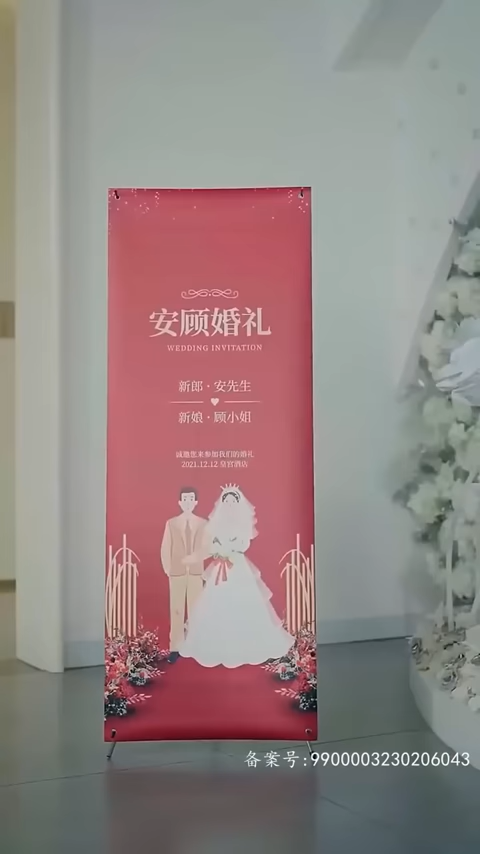 安顾婚礼
WEDDING INVITATION
新郎·安先生
新娘·顾小姐
诚邀您来参加我们的婚礼
2021.12.12 皇宫酒店
备案号:9900003230206043